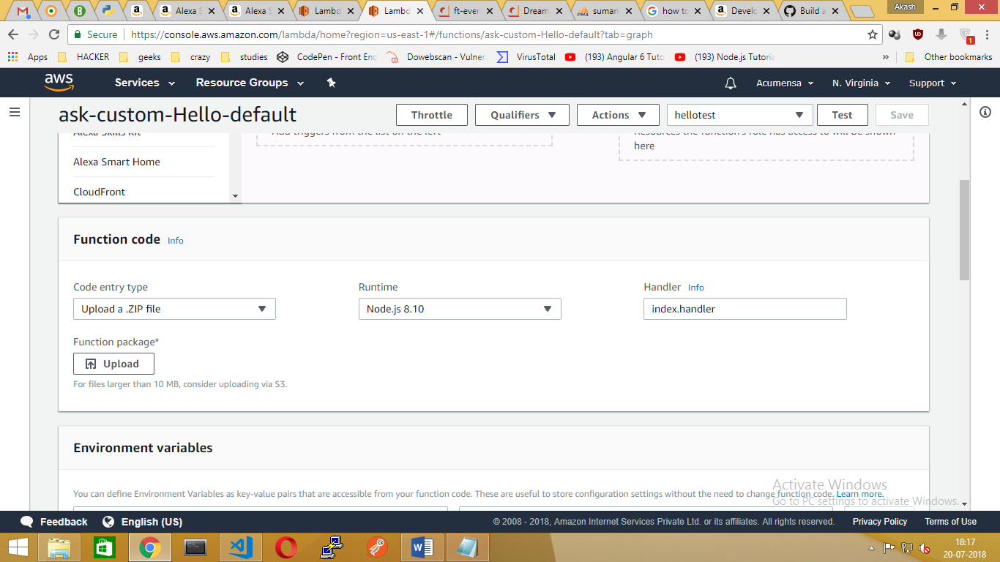 Akash
Alexa S
Alexa S
Lambd
Lambd
ft-ever
Dream
suman
how to
Develo
Build a
Secure https://console.aws.amazon.com/lambda/home?region=us-east-1#/functions/ask-custom-Hello-default?tab=graph
Apps HACKER geeks crazy studies CodePen - Front End Dowebscan - Vulner VirusTotal (193) Angular 6 Tuto (193) Node.js Tutoria » Other bookmarks
aws Services Resource Groups Acumensa N. Virginia Support
ask-custom-Hello-default Throttle Qualifiers Actions hellotest Test Save
Alexa Skills Kit
Add triggers from the list on the left
Resources the function's role has access to will be shown
here
Alexa Smart Home
CloudFront
Function code Info
Code entry type Runtime Handler Info
Upload a .ZIP file Node.js 8.10 index.handler
Function package*
Upload
For files larger than 10 MB, consider uploading via S3.
Environment variables
You can define Environment Variables as key-value pairs that are accessible from your function code. These are useful to store configuration settings without the need to change function code. Learn more.
Activate Windows
Go to PC settings to activate Windows.
Feedback English (US) © 2008 - 2018, Amazon Internet Services Private Ltd. or its affiliates. All rights reserved. Privacy Policy Terms of Use
18:17
20-07-2018